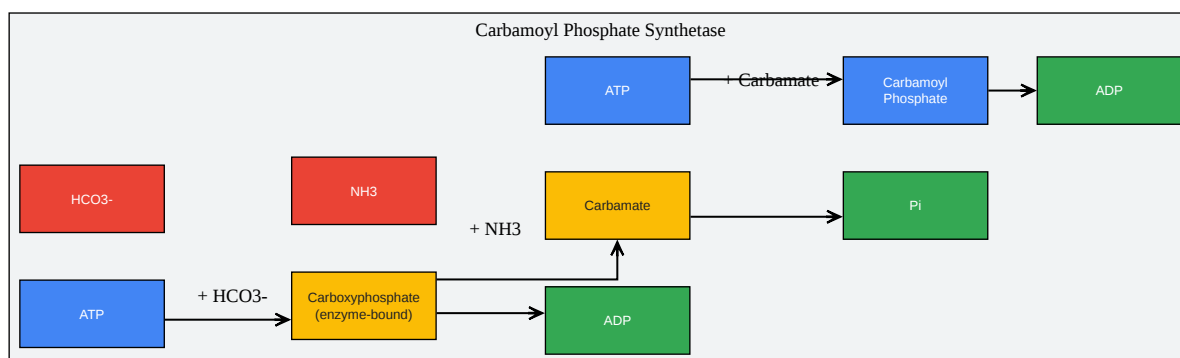 Carbamoyl Phosphate Synthetase
ATP
+ Carbamate
Carbamoyl
Phosphate
ADP
HCO3-
NH3
+ NH3
Carbamate
Pi
ATP
+ HCO3-
Carboxyphosphate
(enzyme-bound)
ADP